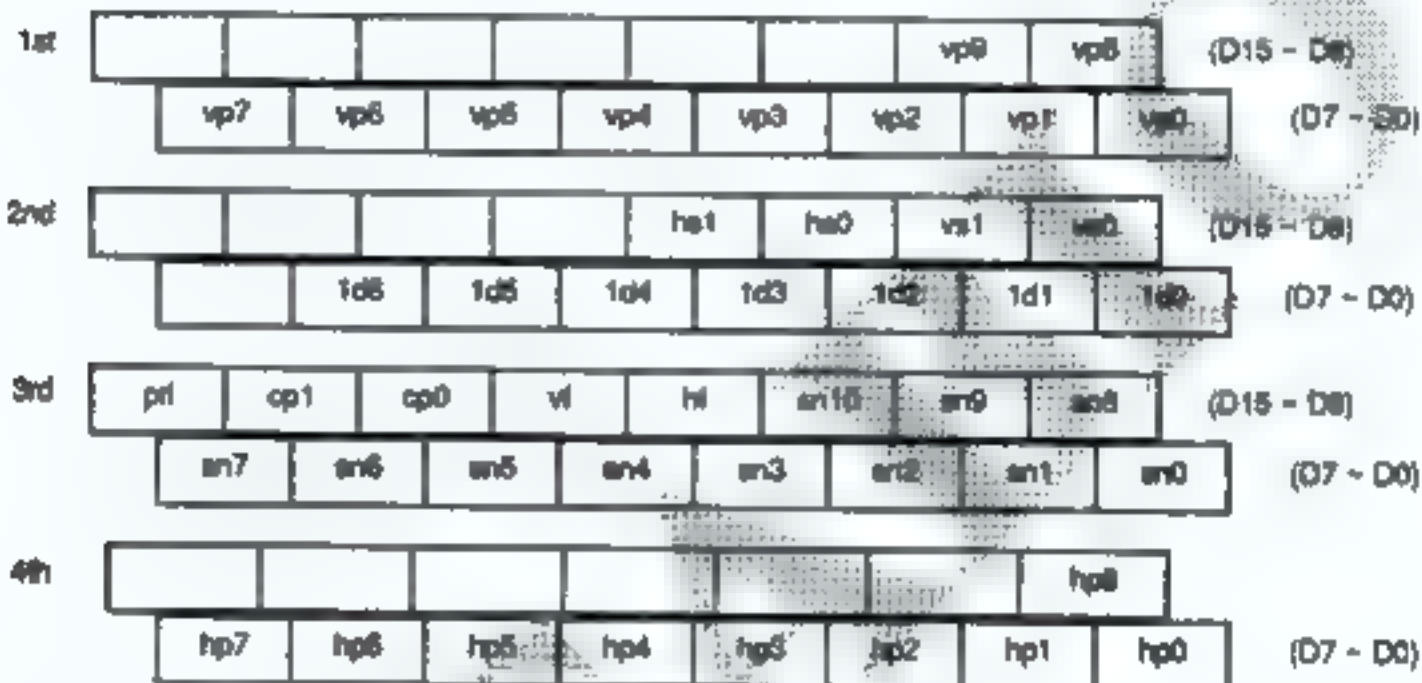 1st vp9 vp8 (D15 ~ D8)
vp7 vp6 vp5 vp4 vp3 vp2 vp1 vp0 (D7 ~ D0)
2nd hs1 hs0 vs1 vs0 (D15 ~ D8)
1d6 1d5 1d4 1d3 1d2 1d1 1d0 (D7 ~ D0)
3rd pri cp1 cp0 vf hf sn10 sn9 sn8 (D15 ~ D8)
sn7 sn6 sn5 sn4 sn3 sn2 sn1 sn0 (D7 ~ D0)
4th hp8
hp7 hp6 hp5 hp4 hp3 hp2 hp1 hp0 (D7 ~ D0)